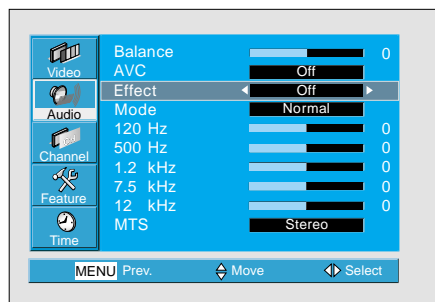 Video
Audio
Channel
Feature
Time
Balance 0
AVC Off
Effect Off
Mode Normal
120 Hz 0
500 Hz 0
1.2 kHz 0
7.5 kHz 0
12 kHz 0
MTS Stereo
MENU Prev. Move Select